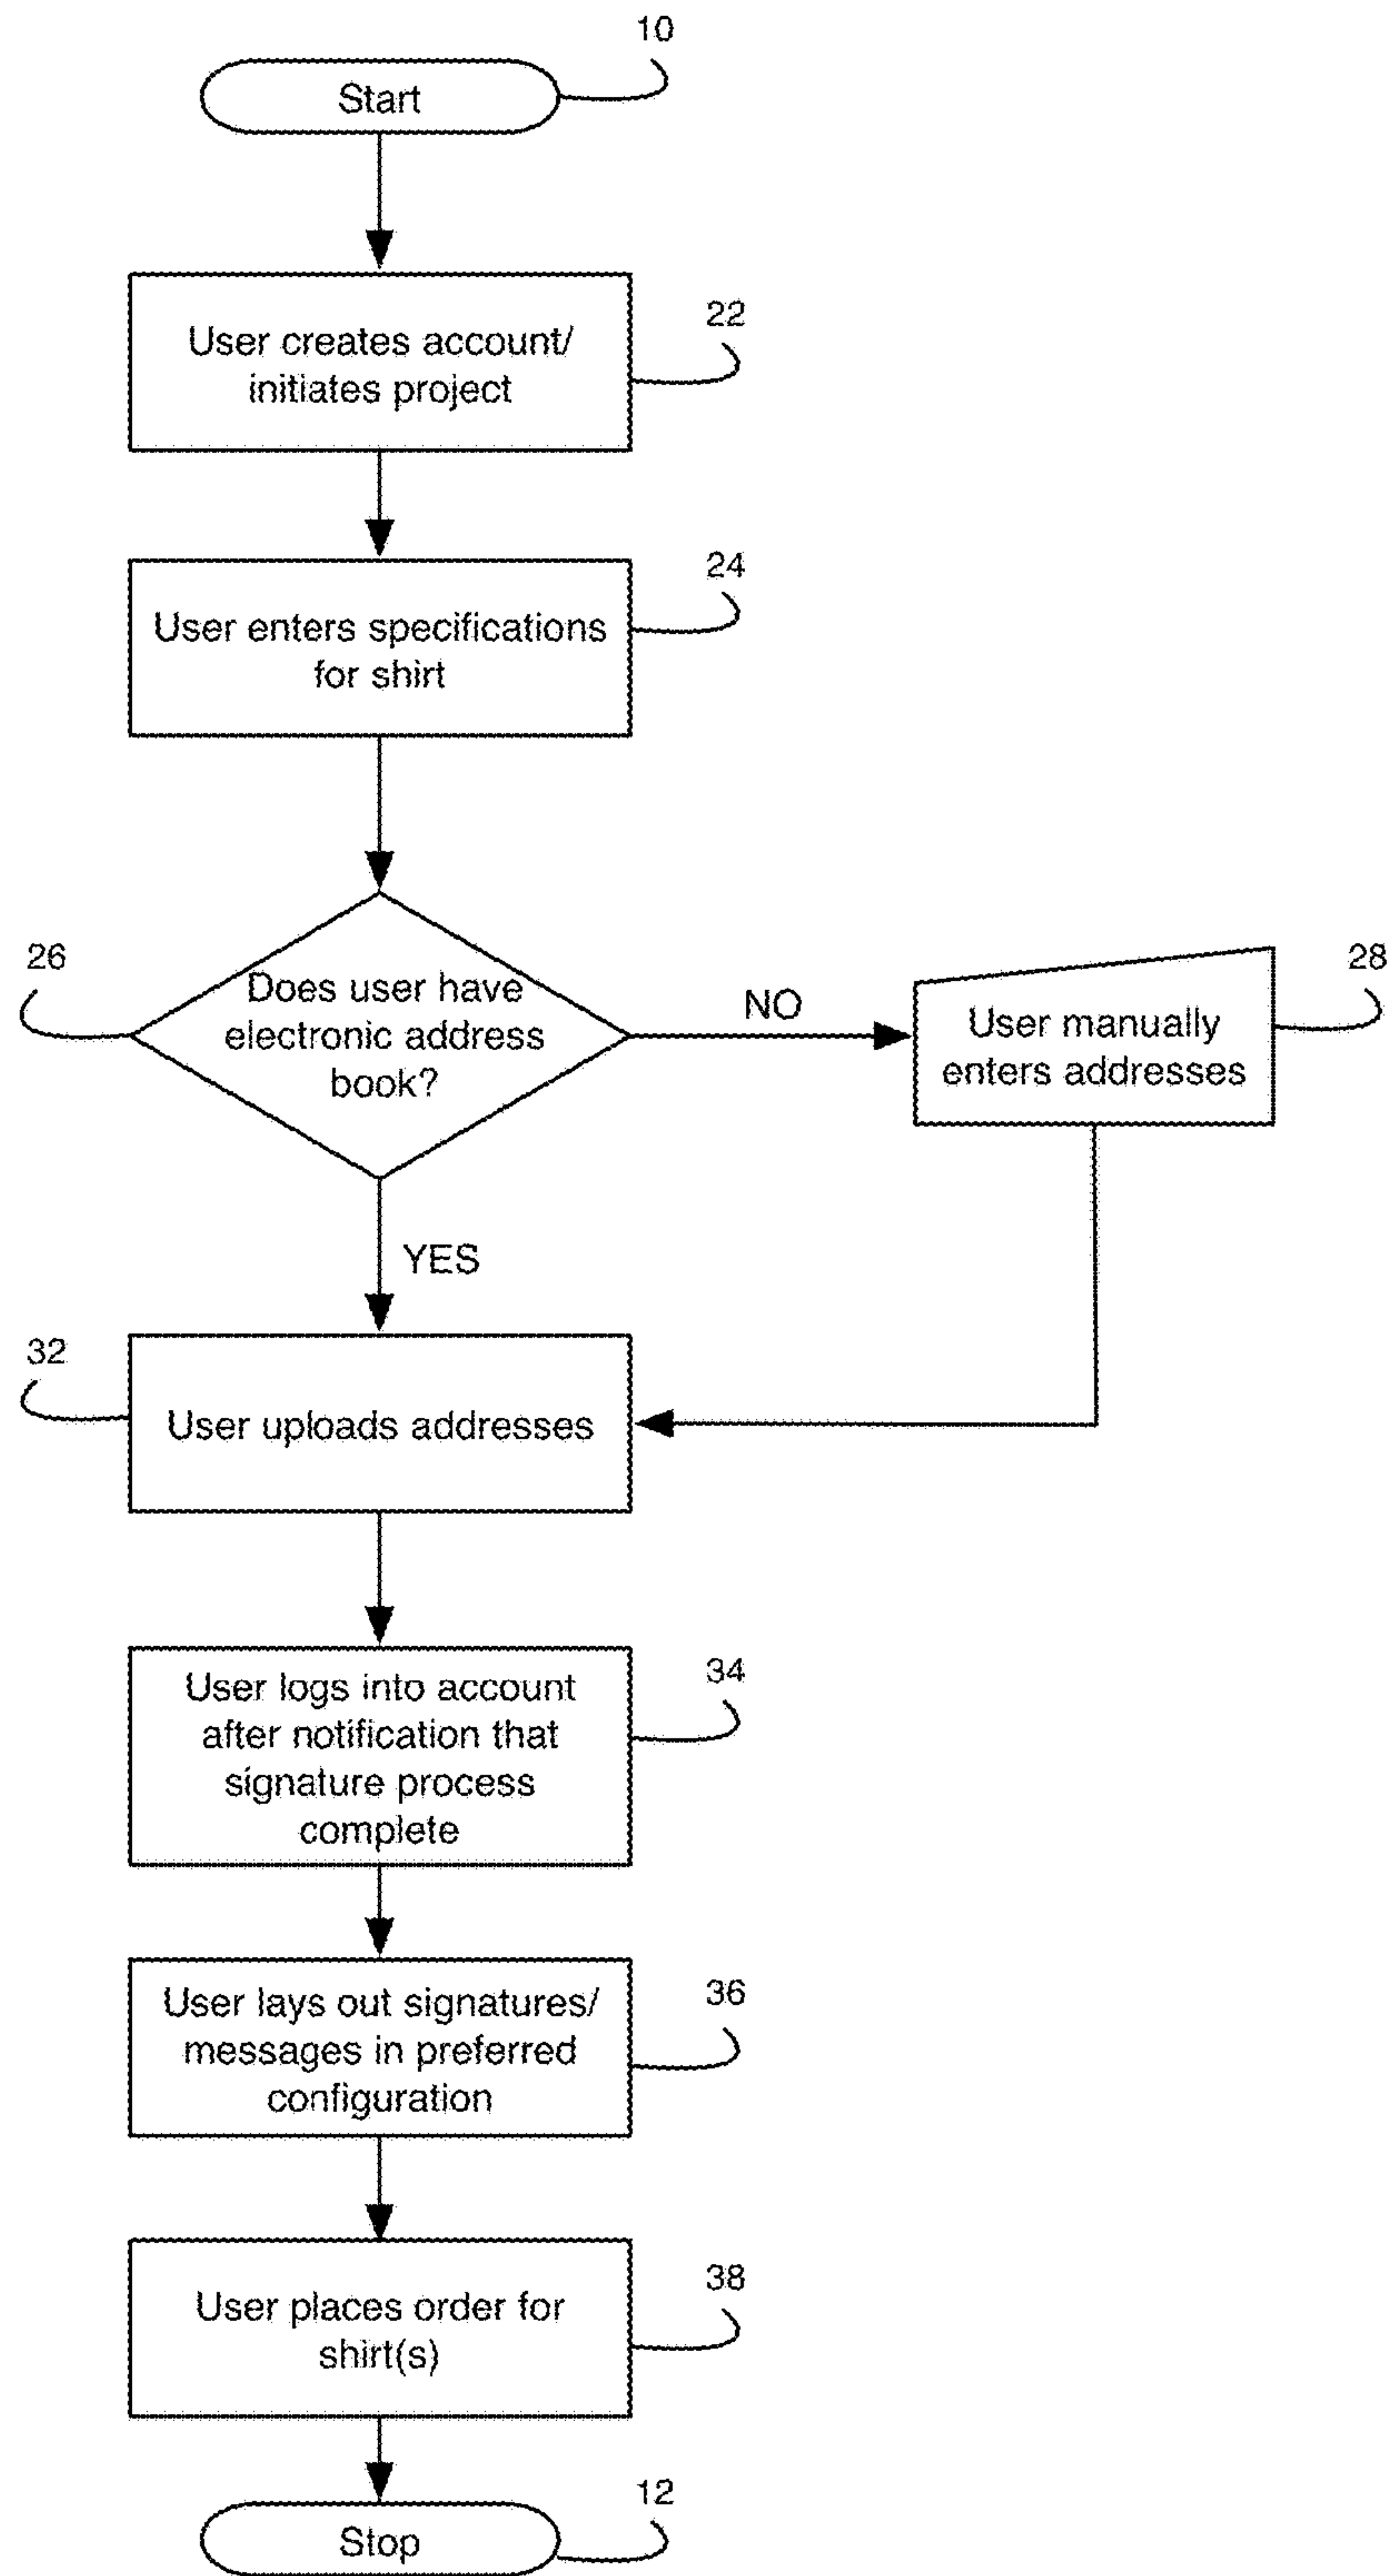 10
Start
22
User creates account/
initiates project
24
User enters specifications
for shirt
26
Does user have
electronic address
book?
NO
28
User manually
enters addresses
YES
32
User uploads addresses
34
User logs into account
after notification that
signature process
complete
36
User lays out signatures/
messages in preferred
configuration
38
User places order for
shirt(s)
12
Stop